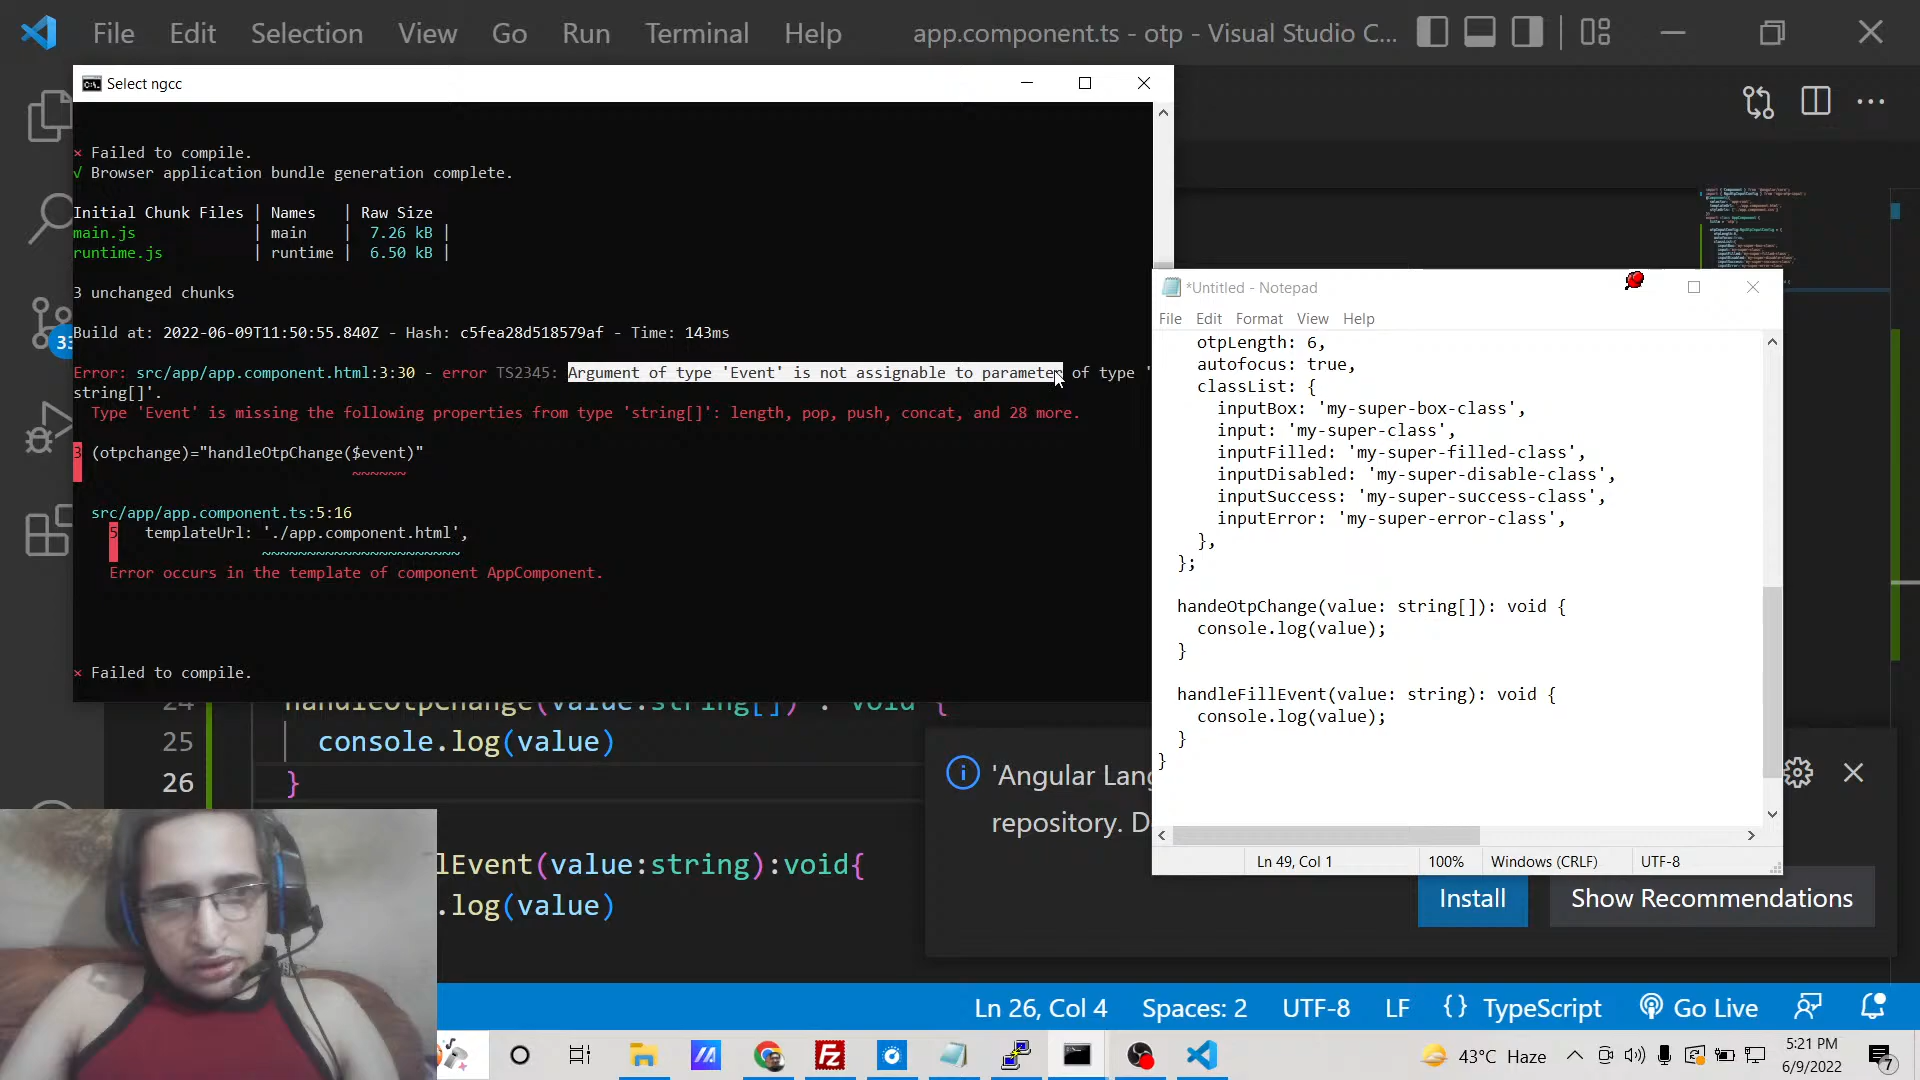 File Edit Selection View Go Run Terminal Help
app.component.ts - otp - Visual Studio C...
Select ngcc
× Failed to compile.
√ Browser application bundle generation complete.
Initial Chunk Files | Names | Raw Size
main.js | main | 7.26 kB |
runtime.js | runtime | 6.50 kB |
3 unchanged chunks
Build at: 2022-06-09T11:50:55.840Z - Hash: c5fea28d518579af - Time: 143ms
Error: src/app/app.component.html:3:30 - error TS2345: Argument of type 'Event' is not assignable to parameter of type '
string[]'.
Type 'Event' is missing the following properties from type 'string[]': length, pop, push, concat, and 28 more.
3 (otpchange)="handleOtpChange($event)"
~~~~~~
src/app/app.component.ts:5:16
5 templateUrl: './app.component.html',
~~~~~~~~~~~~~~~~~~~~~~
Error occurs in the template of component AppComponent.
× Failed to compile.
*Untitled - Notepad
File Edit Format View Help
otpLength: 6,
autofocus: true,
classList: {
inputBox: 'my-super-box-class',
input: 'my-super-class',
inputFilled: 'my-super-filled-class',
inputDisabled: 'my-super-disable-class',
inputSuccess: 'my-super-success-class',
inputError: 'my-super-error-class',
},
};
handeOtpChange(value: string[]): void {
console.log(value);
}
handleFillEvent(value: string): void {
console.log(value);
}
}
Ln 49, Col 1 100% Windows (CRLF) UTF-8
33
24 handleOtpChange(value:string[]) : void {
25 console.log(value)
26 }
lEvent(value:string):void{
.log(value)
'Angular Lang
repository. D
Install Show Recommendations
Ln 26, Col 4 Spaces: 2 UTF-8 LF {} TypeScript Go Live
43°C Haze
5:21 PM
6/9/2022
7